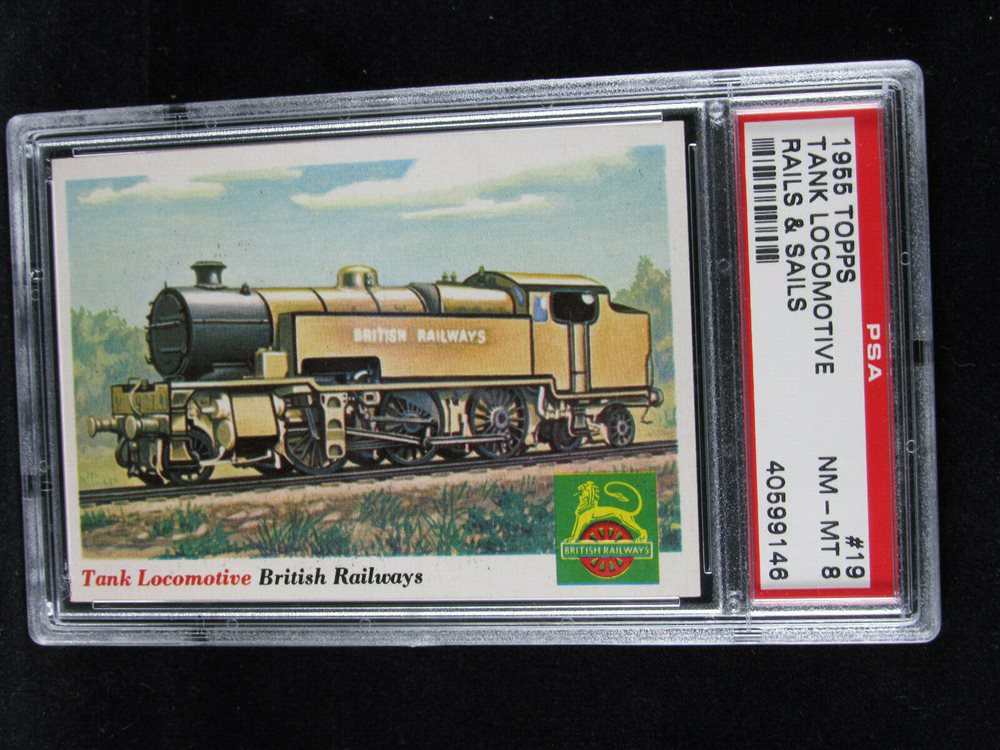 BRITISH RAILWAYS
BRITISH RAILWAYS
Tank Locomotive British Railways
PSA
1955 TOPPS #19
TANK LOCOMOTIVE NM – MT 8
RAILS & SAILS 40599146